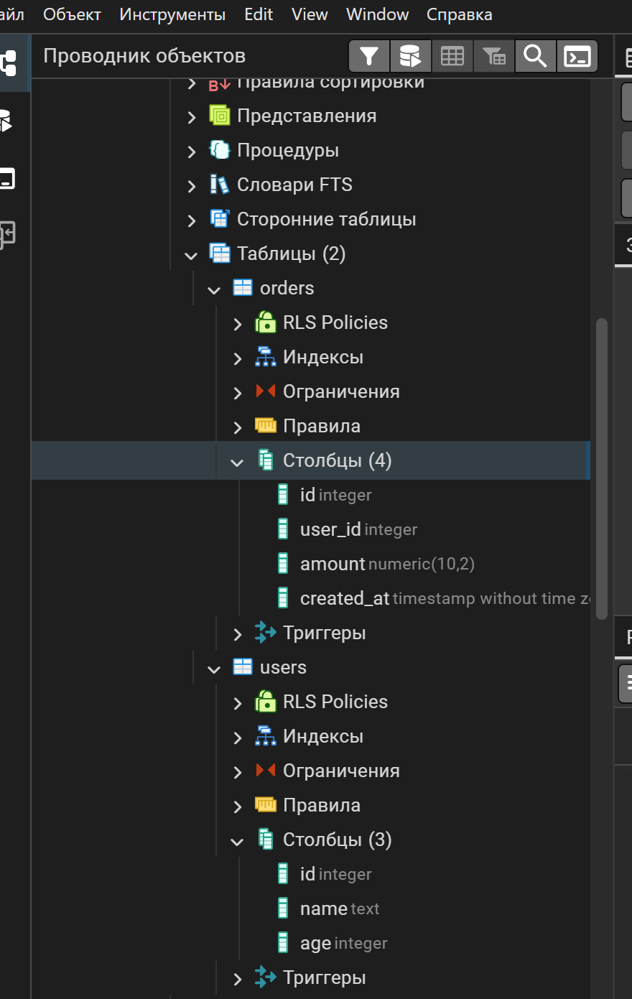 Объект Инструменты Edit View Window Справка
Проводник объектов
Правила сортировки
Представления
Процедуры
Словари FTS
Сторонние таблицы
Таблицы (2)
orders
RLS Policies
Индексы
Ограничения
Правила
Столбцы (4)
id integer
user_id integer
amount numeric(10,2)
created_at timestamp without time
Триггеры
users
RLS Policies
Индексы
Ограничения
Правила
Столбцы (3)
id integer
name text
age integer
Триггеры